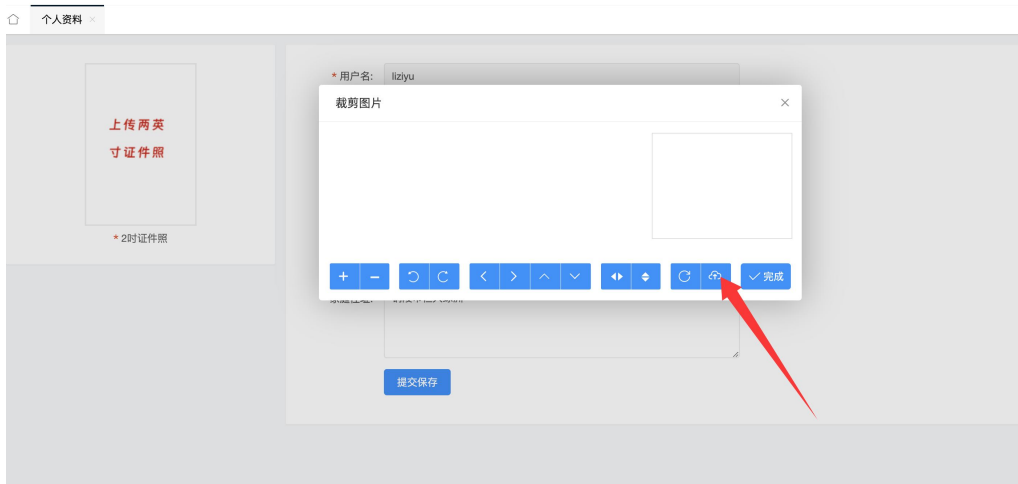 个人资料
上传两英
寸证件照
* 2时证件照
* 用户名: liziyu
裁剪图片
完成
提交保存